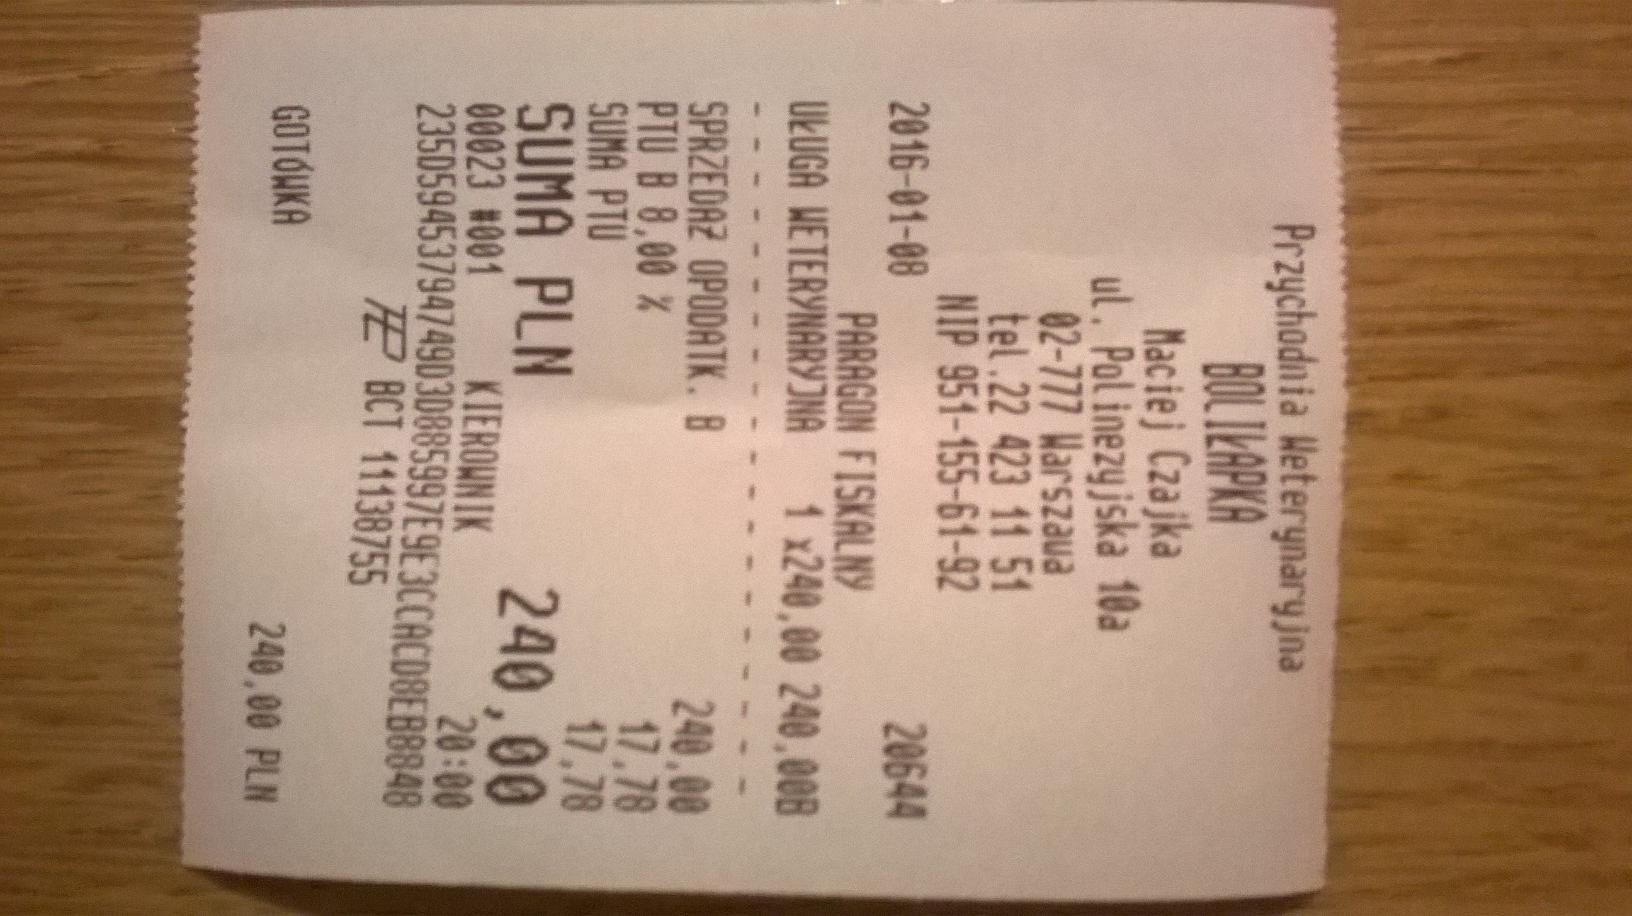 Przychodnia Weterynaryjna
BOLIŁAPKA
Maciej Czajka
ul. Polinezyjska 10a
02-777 Warszawa
tel.22 423 11 51
NIP 951-155-61-92
2016-01-08 20644
PARAGON FISKALNY
UŁUGA WETERYNARYJNA 1 x240,00 240,00B
- - - - - - - - - - - - - - - - - - -
SPRZEDAŻ OPODATK. B 240,00
PTU B 8,00 % 17,78
SUMA PTU 17,78
SUMA PLN 240,00
00023 #001 KIEROWNIK 20:00
235D59453794749D3D885997E9E3CCACD8EB8848
BCT 11138755
GOTÓWKA 240,00 PLN